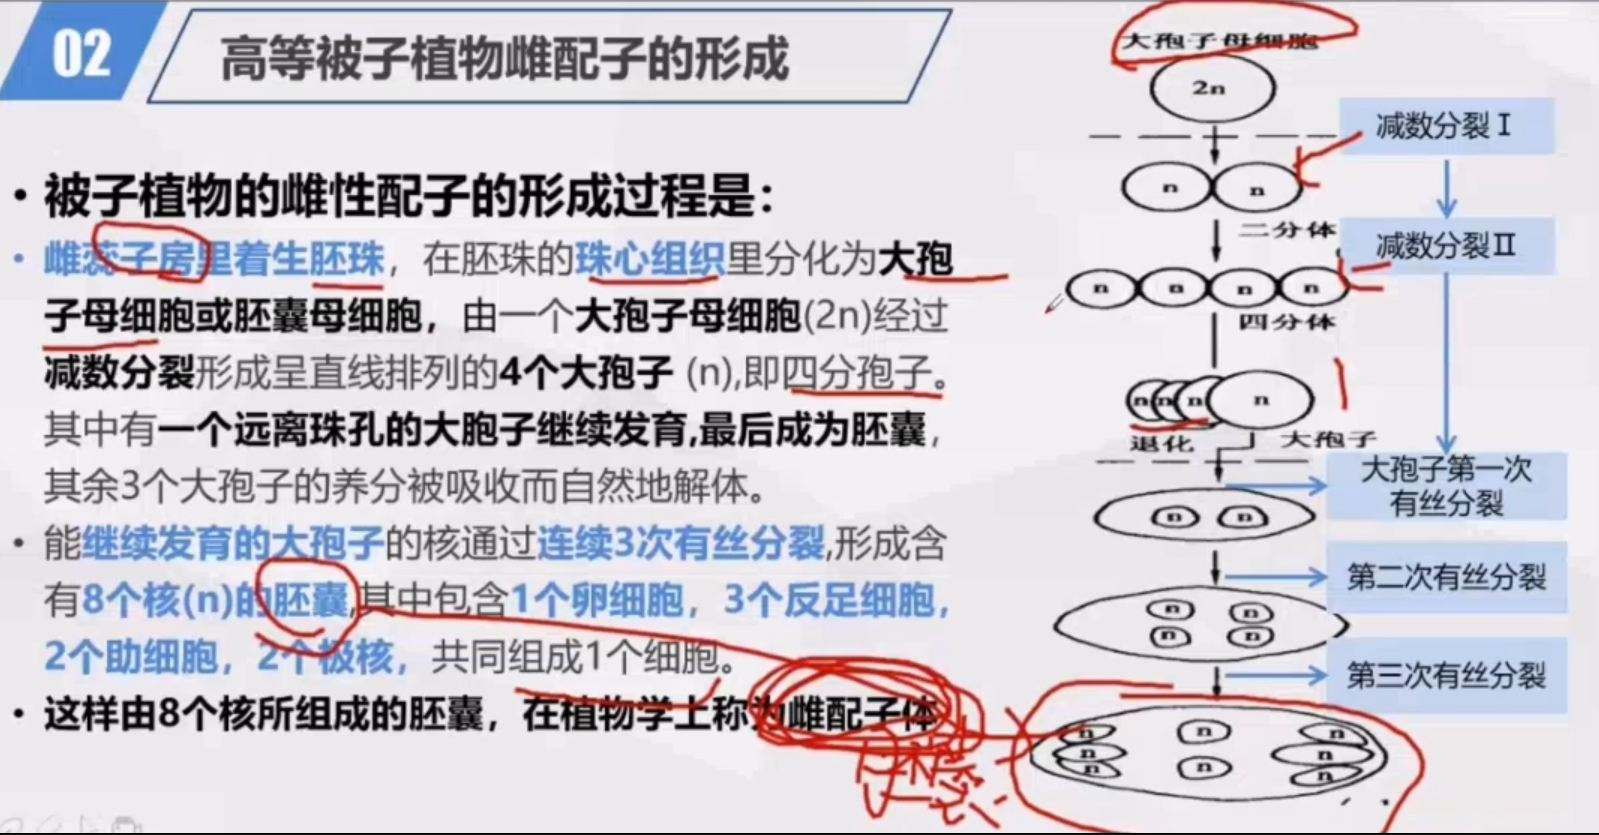 02
高等被子植物雌配子的形成
• 被子植物的雌性配子的形成过程是：
• 雌蕊子房里着生胚珠，在胚珠的珠心组织里分化为大孢
子母细胞或胚囊母细胞，由一个大孢子母细胞(2n)经过
减数分裂形成呈直线排列的4个大孢子 (n),即四分孢子。
其中有一个远离珠孔的大胞子继续发育,最后成为胚囊，
其余3个大孢子的养分被吸收而自然地解体。
• 能继续发育的大孢子的核通过连续3次有丝分裂,形成含
有8个核(n)的胚囊,其中包含1个卵细胞，3个反足细胞，
2个助细胞，2个极核，共同组成1个细胞。
• 这样由8个核所组成的胚囊，在植物学上称为雌配子体
大孢子母细胞
2n
减数分裂Ⅰ
n n
二分体
减数分裂Ⅱ
n n n n
四分体
n n n n
退化 大孢子
大孢子第一次
有丝分裂
n n
第二次有丝分裂
n n
n n
第三次有丝分裂
n n n
n n
n n n